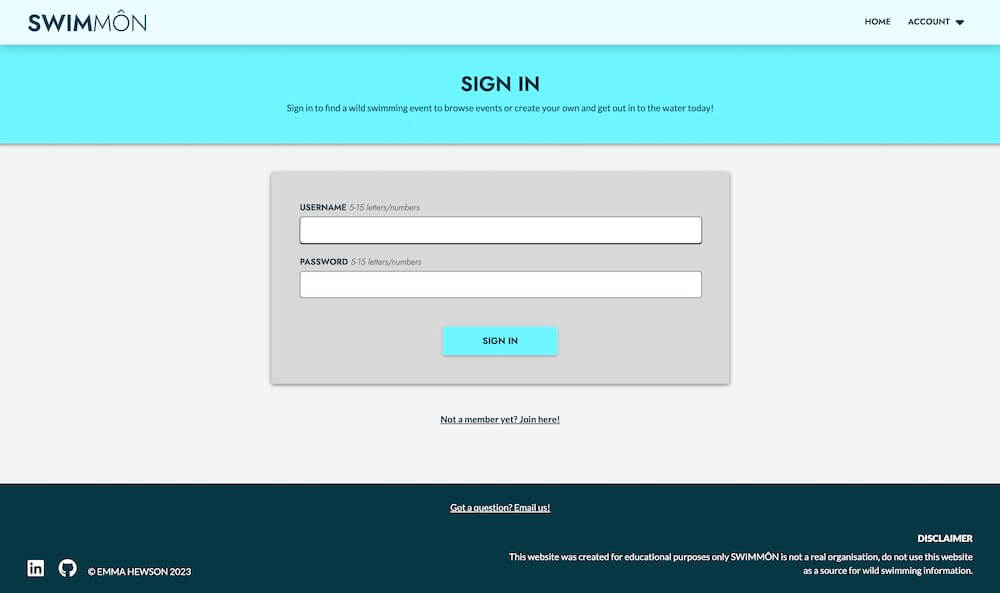 SWIMMÔN
HOME ACCOUNT
SIGN IN
Sign in to find a wild swimming event to browse events or create your own and get out in to the water today!
USERNAME 5-15 letters/numbers
PASSWORD 5-15 letters/numbers
SIGN IN
Not a member yet? Join here!
Got a question? Email us!
DISCLAIMER
This website was created for educational purposes only SWIMMÔN is not a real organisation, do not use this website
as a source for wild swimming information.
in
© EMMA HEWSON 2023